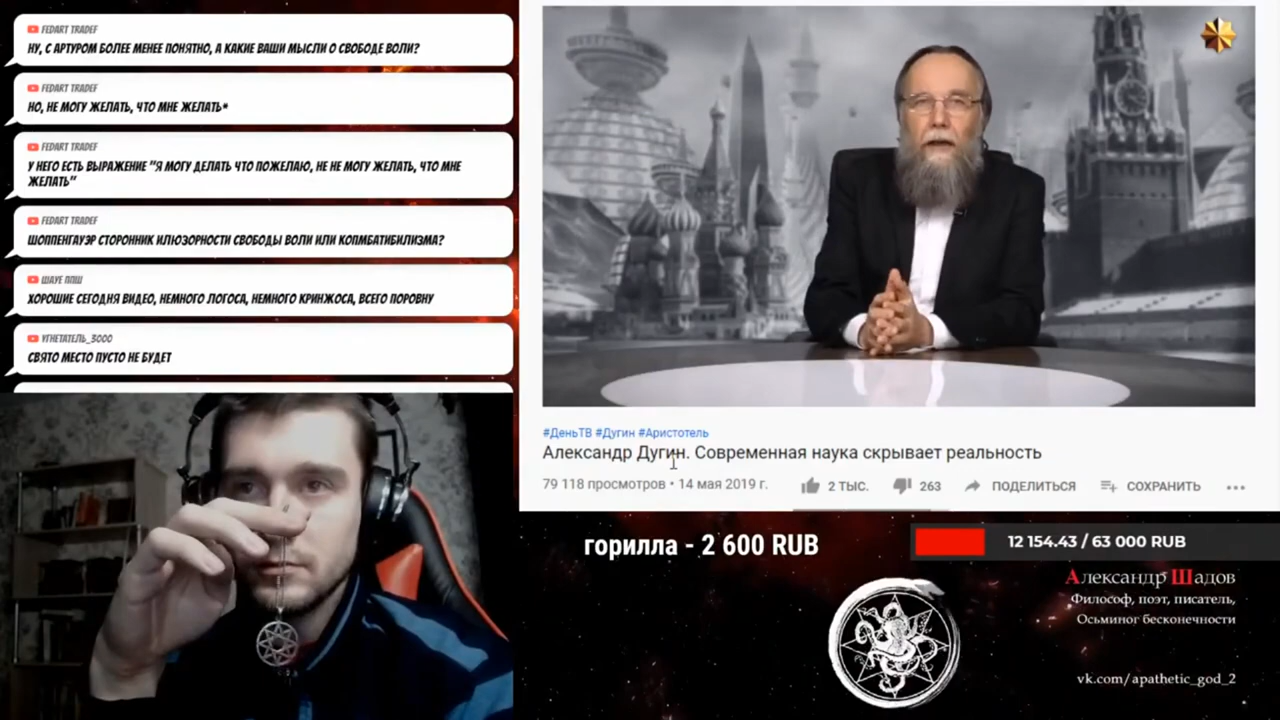 FEDART TRADEF
НУ, С АРТУРОМ БОЛЕЕ МЕНЕЕ ПОНЯТНО, А КАКИЕ ВАШИ МЫСЛИ О СВОБОДЕ ВОЛИ?
FEDART TRADEF
НО, НЕ МОГУ ЖЕЛАТЬ, ЧТО МНЕ ЖЕЛАТЬ*
FEDART TRADEF
У НЕГО ЕСТЬ ВЫРАЖЕНИЕ "Я МОГУ ДЕЛАТЬ ЧТО ПОЖЕЛАЮ, НЕ НЕ МОГУ ЖЕЛАТЬ, ЧТО МНЕ
ЖЕЛАТЬ"
FEDART TRADEF
ШОППЕНГАУЭР СТОРОННИК ИЛЮЗОРНОСТИ СВОБОДЫ ВОЛИ ИЛИ КОПМБАТИБИЛИЗМА?
ШАУЕ ППШ
ХОРОШИЕ СЕГОДНЯ ВИДЕО, НЕМНОГО ЛОГОСА, НЕМНОГО КРИНЖОСА, ВСЕГО ПОРОВНУ
УГНЕТАТЕЛЬ_3000
СВЯТО МЕСТО ПУСТО НЕ БУДЕТ
#ДеньТВ #Дугин #Аристотель
Александр Дугин. Современная наука скрывает реальность
79 118 просмотров • 14 мая 2019 г. 2 ТЫС. 263 ПОДЕЛИТЬСЯ СОХРАНИТЬ
горилла - 2 600 RUB
12 154.43 / 63 000 RUB
Александр Шадов
Философ, поэт, писатель,
Осьминог бесконечности
vk.com/apathetic_god_2